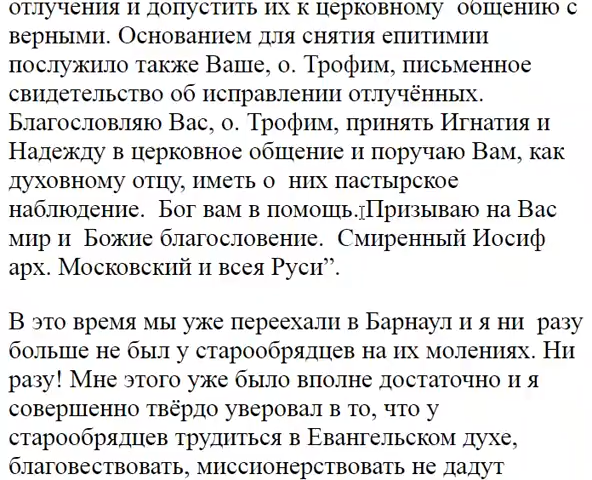 отлучения и допустить их к церковному  общению с
верными. Основанием для снятия епитимии
послужило также Ваше, о. Трофим, письменное
свидетельство об исправлении отлучённых.
Благословляю Вас, о. Трофим, принять Игнатия и
Надежду в церковное общение и поручаю Вам, как
духовному отцу, иметь о  них пастырское
наблюдение.  Бог вам в помощь. Призываю на Вас
мир и  Божие благословение.  Смиренный Иосиф
арх. Московский и всея Руси”.
В это время мы уже переехали в Барнаул и я ни  разу
больше не был у старообрядцев на их молениях. Ни
разу! Мне этого уже было вполне достаточно и я
совершенно твёрдо уверовал в то, что у
старообрядцев трудиться в Евангельском духе,
благовествовать, миссионерствовать не дадут